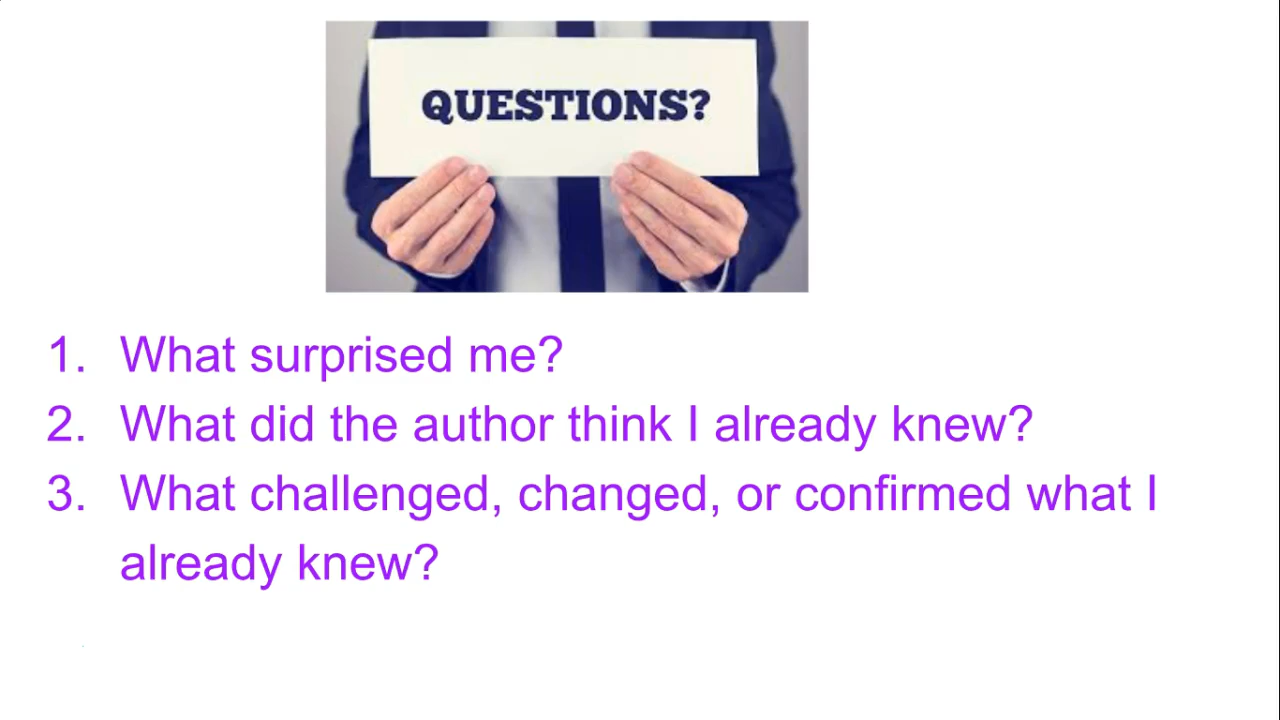 QUESTIONS?
1. What surprised me?
2. What did the author think I already knew?
3. What challenged, changed, or confirmed what I
already knew?